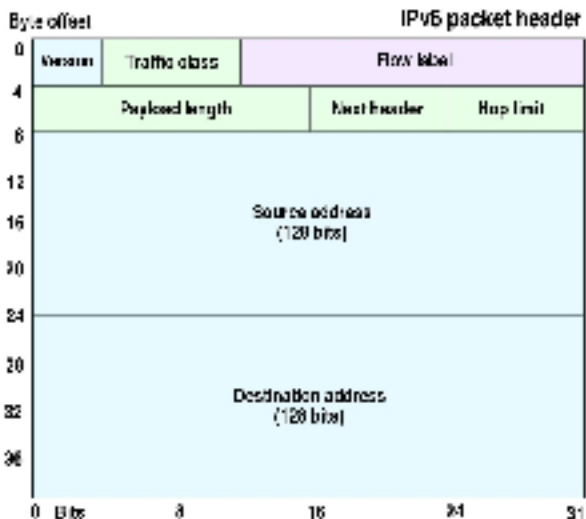 Byte offset
IPv6 packet header
0
Version
Traffic class
Flow label
4
Payload length
Next header
Hop limit
8
12
Source address
16
(128 bits)
20
24
28
Destination address
32
(128 bits)
36
0
Bits
8
16
24
31